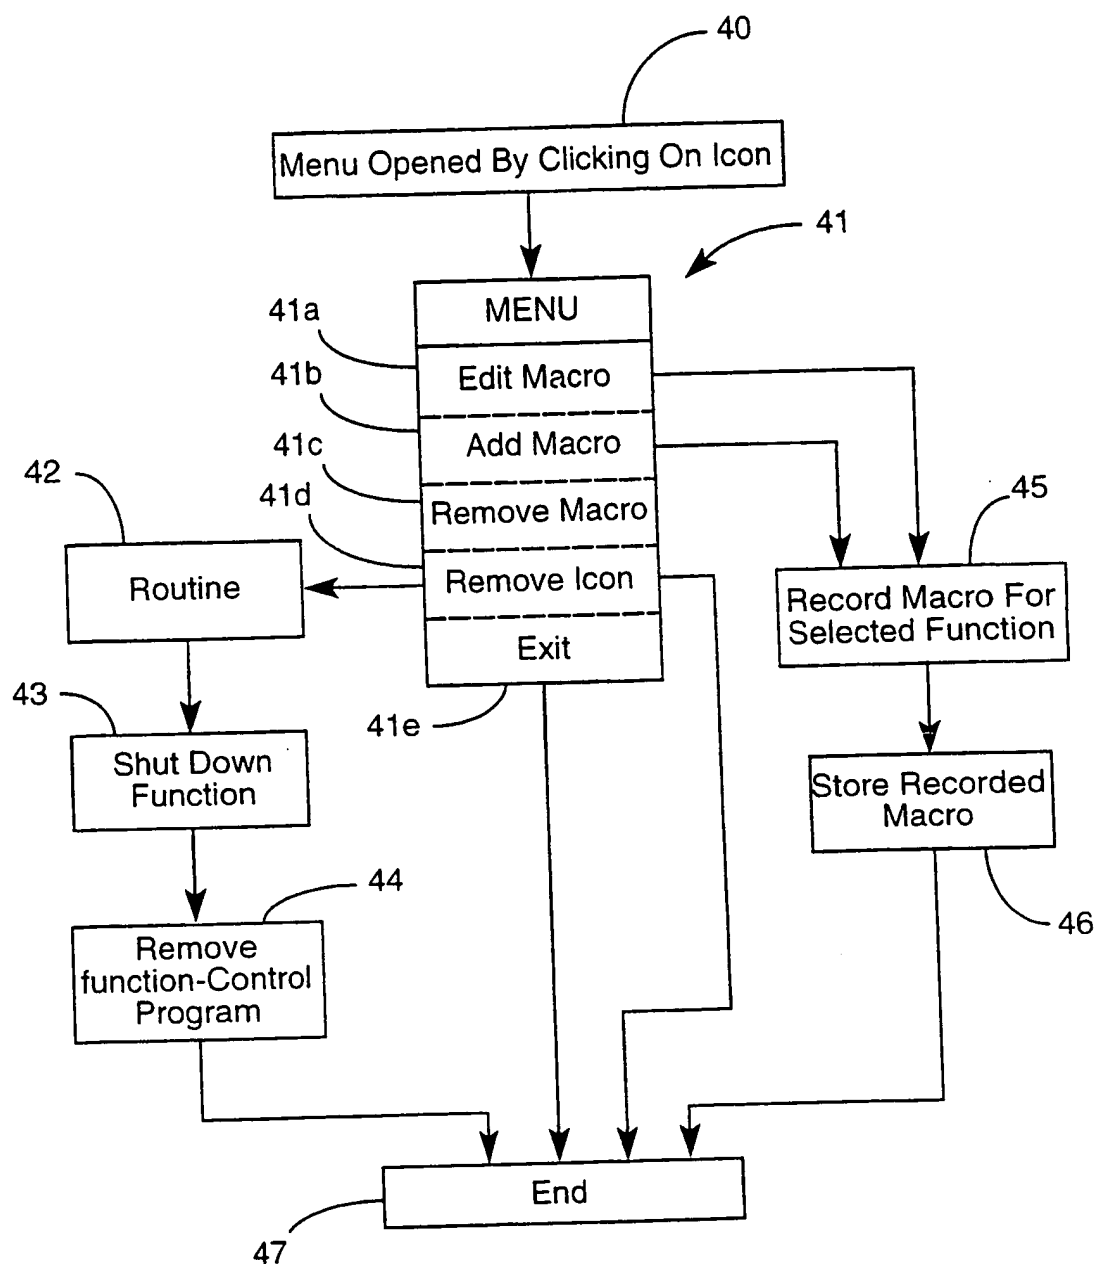 40
Menu Opened By Clicking On Icon
41
MENU
41a
Edit Macro
41b
Add Macro
41c
Remove Macro
41d
Remove Icon
Exit
41e
42
Routine
43
Shut Down
Function
44
Remove
function-Control
Program
45
Record Macro For
Selected Function
Store Recorded
Macro
46
End
47